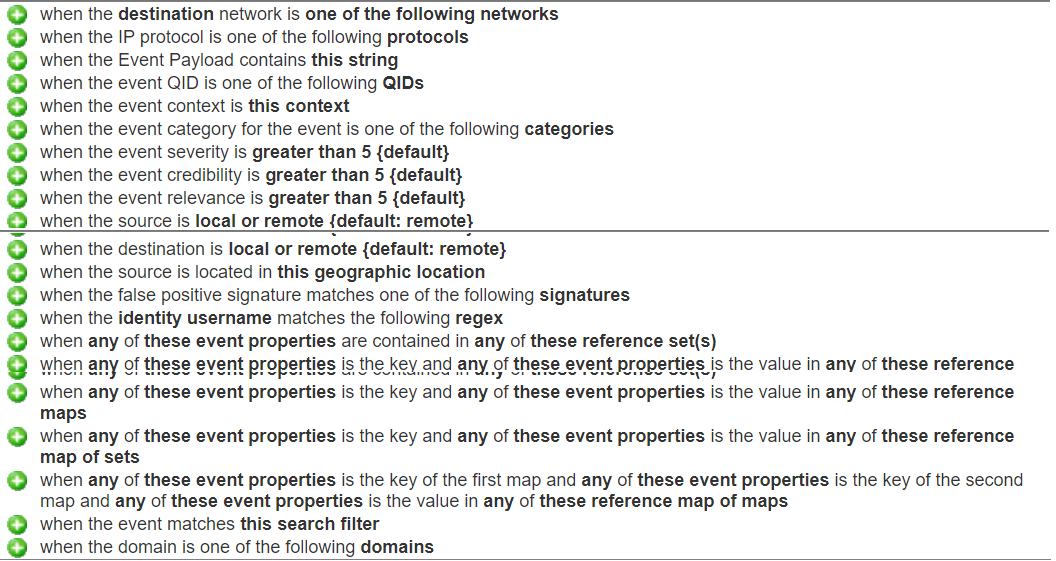 when the destination network is one of the following networks
when the IP protocol is one of the following protocols
when the Event Payload contains this string
when the event QID is one of the following QIDs
when the event context is this context
when the event category for the event is one of the following categories
when the event severity is greater than 5 {default}
when the event credibility is greater than 5 {default}
when the event relevance is greater than 5 {default}
when the source is local or remote {default: remote}
when the destination is local or remote {default: remote}
when the source is located in this geographic location
when the false positive signature matches one of the following signatures
when the identity username matches the following regex
when any of these event properties are contained in any of these reference set(s)
when any of these event properties is the key and any of these event properties is the value in any of these reference
when any of these event properties is the key and any of these event properties is the value in any of these reference
maps
when any of these event properties is the key and any of these event properties is the value in any of these reference
map of sets
when any of these event properties is the key of the first map and any of these event properties is the key of the second
map and any of these event properties is the value in any of these reference map of maps
when the event matches this search filter
when the domain is one of the following domains